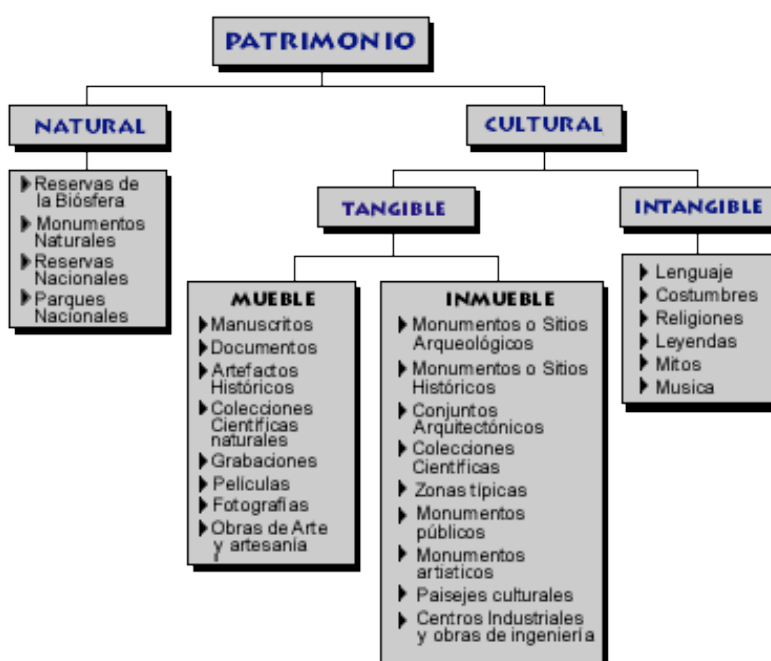 PATRIMONIO
NATURAL
CULTURAL
Reservas de
la Biósfera
Monumentos
Naturales
Reservas
Nacionales
Parques
Nacionales
TANGIBLE
INTANGIBLE
MUEBLE
Manuscritos
Documentos
Artefactos
Históricos
Colecciones
Científicas
naturales
Grabaciones
Películas
Fotografías
Obras de Arte
y artesanía
INMUEBLE
Monumentos o Sitios
Arqueológicos
Monumentos o Sitios
Históricos
Conjuntos
Arquitectónicos
Colecciones
Científicas
Zonas típicas
Monumentos
públicos
Monumentos
artiaticos
Paisejes culturales
Centros Industriales
y obras de ingeniería
Lenguaje
Costumbres
Religiones
Leyendas
Mitos
Musica